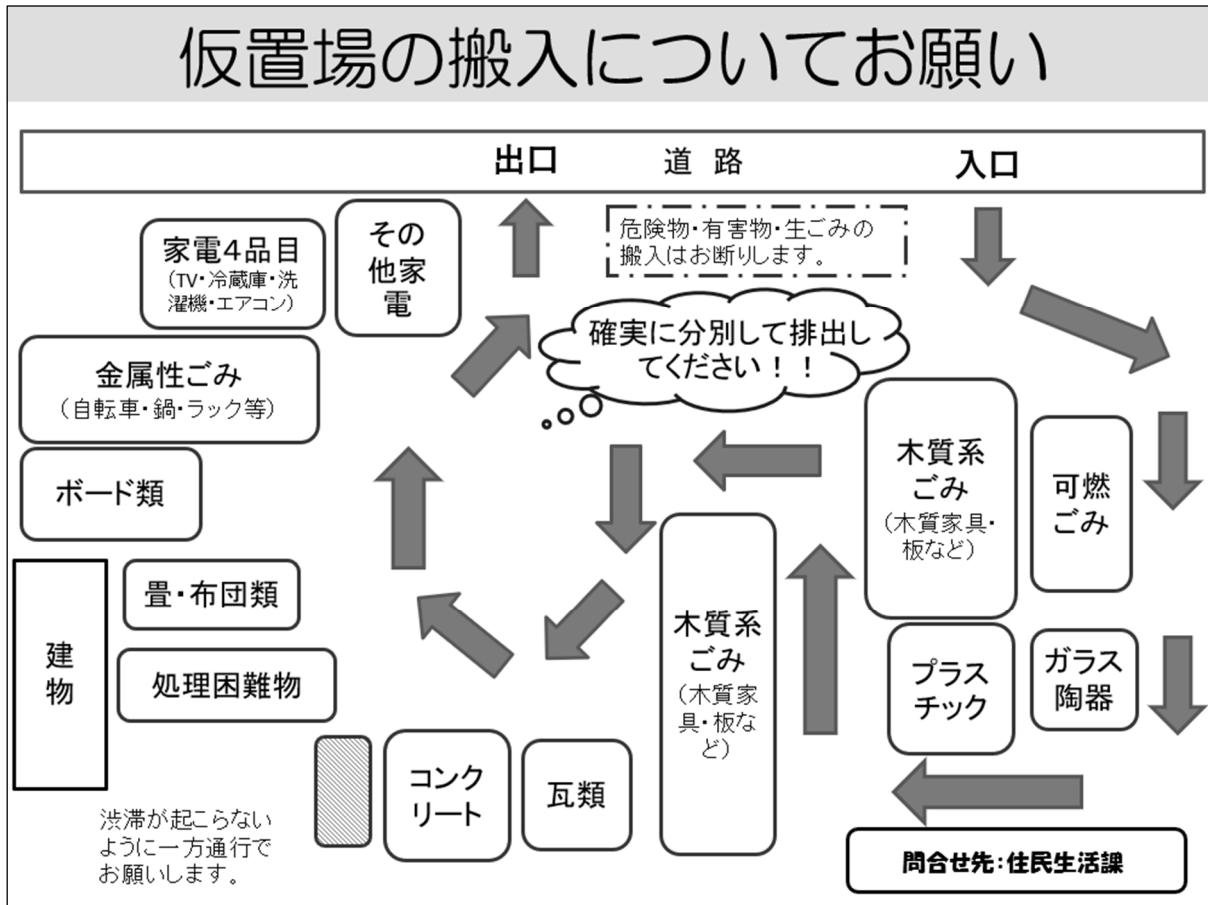 仮置場の搬入についてお願い
出口
道 路
入口
家電4品目
(TV・冷蔵庫・洗
濯機・エアコン)
その
他家
電
危険物・有害物・生ごみの
搬入はお断りします。
確実に分別して排出し
てください!!
金属性ごみ
(自転車・鍋・ラック等)
ボード類
木質系
ごみ
(木質家具・
板など)
可燃
ごみ
建
物
畳・布団類
処理困難物
木質系
ごみ
(木質家
具・板な
ど)
プラス
チック
ガラス
陶器
コンク
リート
瓦類
渋滞が起こらない
ように一方通行で
お願いします。
問合せ先:住民生活課